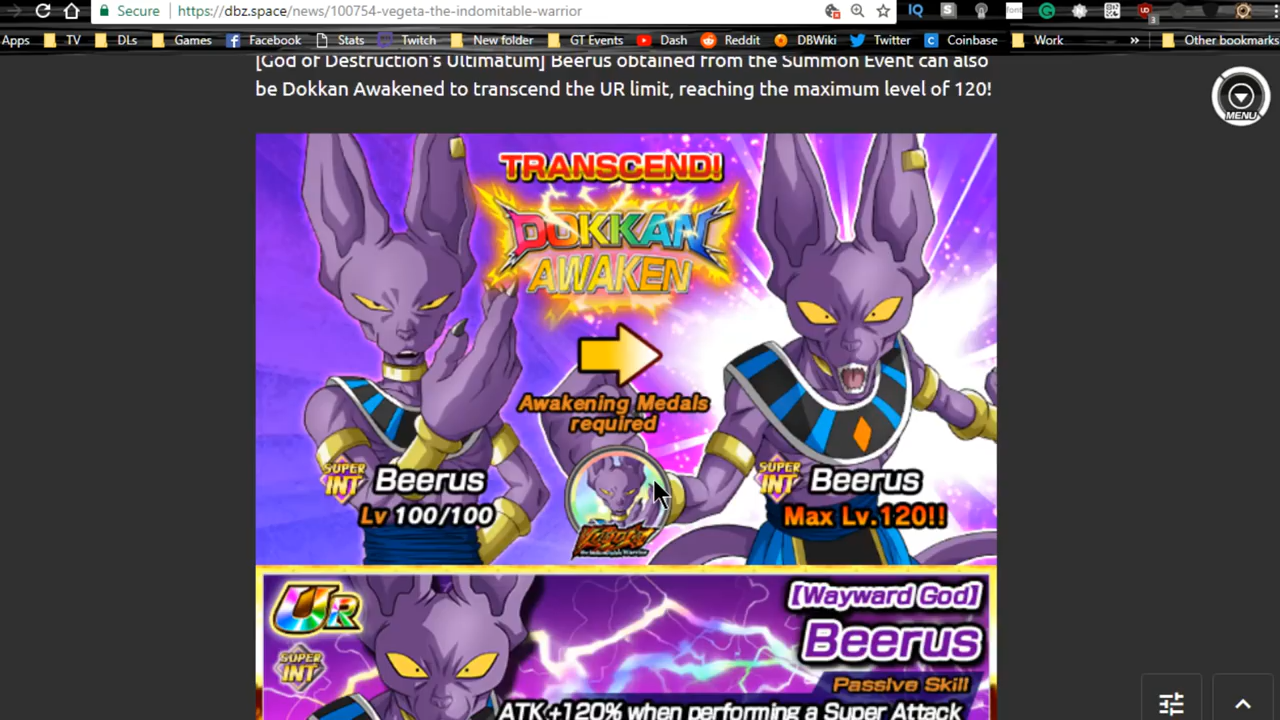 Secure https://dbz.space/news/100754-vegeta-the-indomitable-warrior
IQ S font UD 3
Apps TV DLs Games Facebook Stats Twitch New folder GT Events Dash Reddit DBWiki Twitter Coinbase Work » Other bookmarks
[God of Destruction's Ultimatum] Beerus obtained from the Summon Event can also
be Dokkan Awakened to transcend the UR limit, reaching the maximum level of 120!
MENU
TRANSCEND!
DOKKAN
AWAKEN
Awakening Medals
required
SUPER INT Beerus
Lv 100/100
SUPER INT Beerus
Max Lv.120!!
UR
[Wayward God]
Beerus
SUPER INT
Passive Skill
ATK +120% when performing a Super Attack